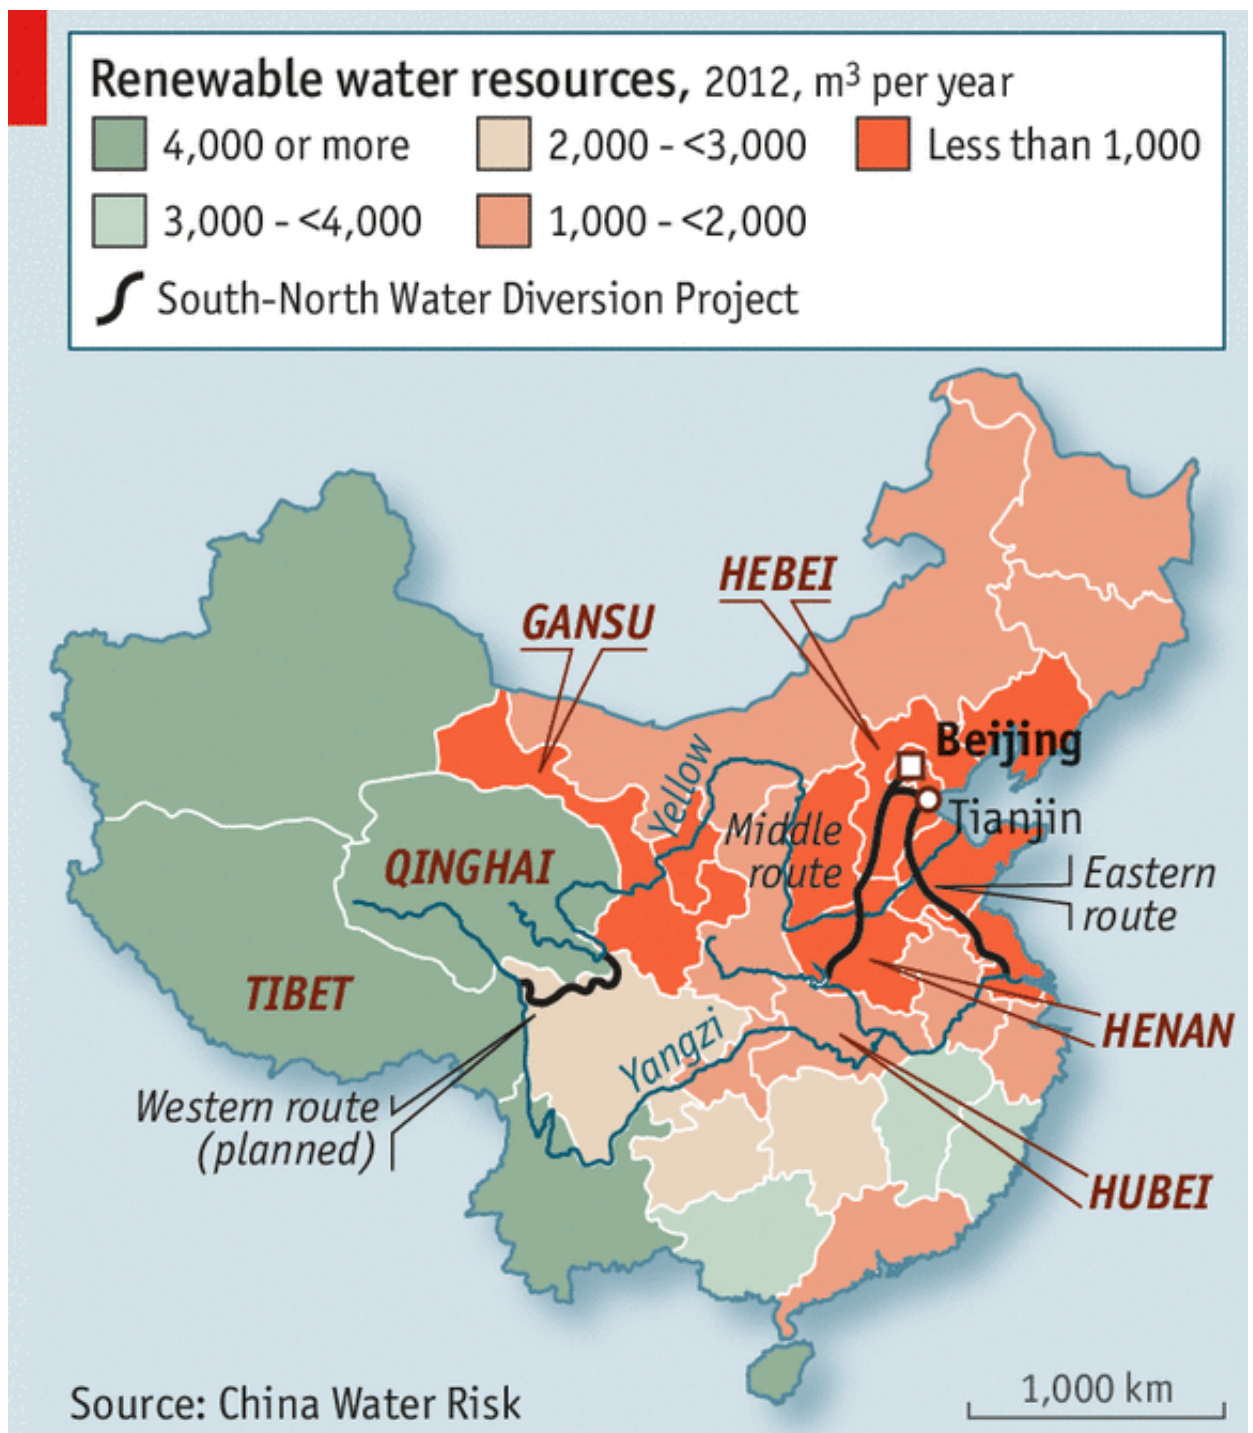 Renewable water resources, 2012, m³ per year
4,000 or more
2,000 - <3,000
Less than 1,000
3,000 - <4,000
1,000 - <2,000
South-North Water Diversion Project
HEBEI
GANSU
Beijing
Yellow
Tianjin
Middle
route
QINGHAI
Eastern
route
TIBET
HENAN
Yangzi
Western route
(planned)
HUBEI
1,000 km
Source: China Water Risk